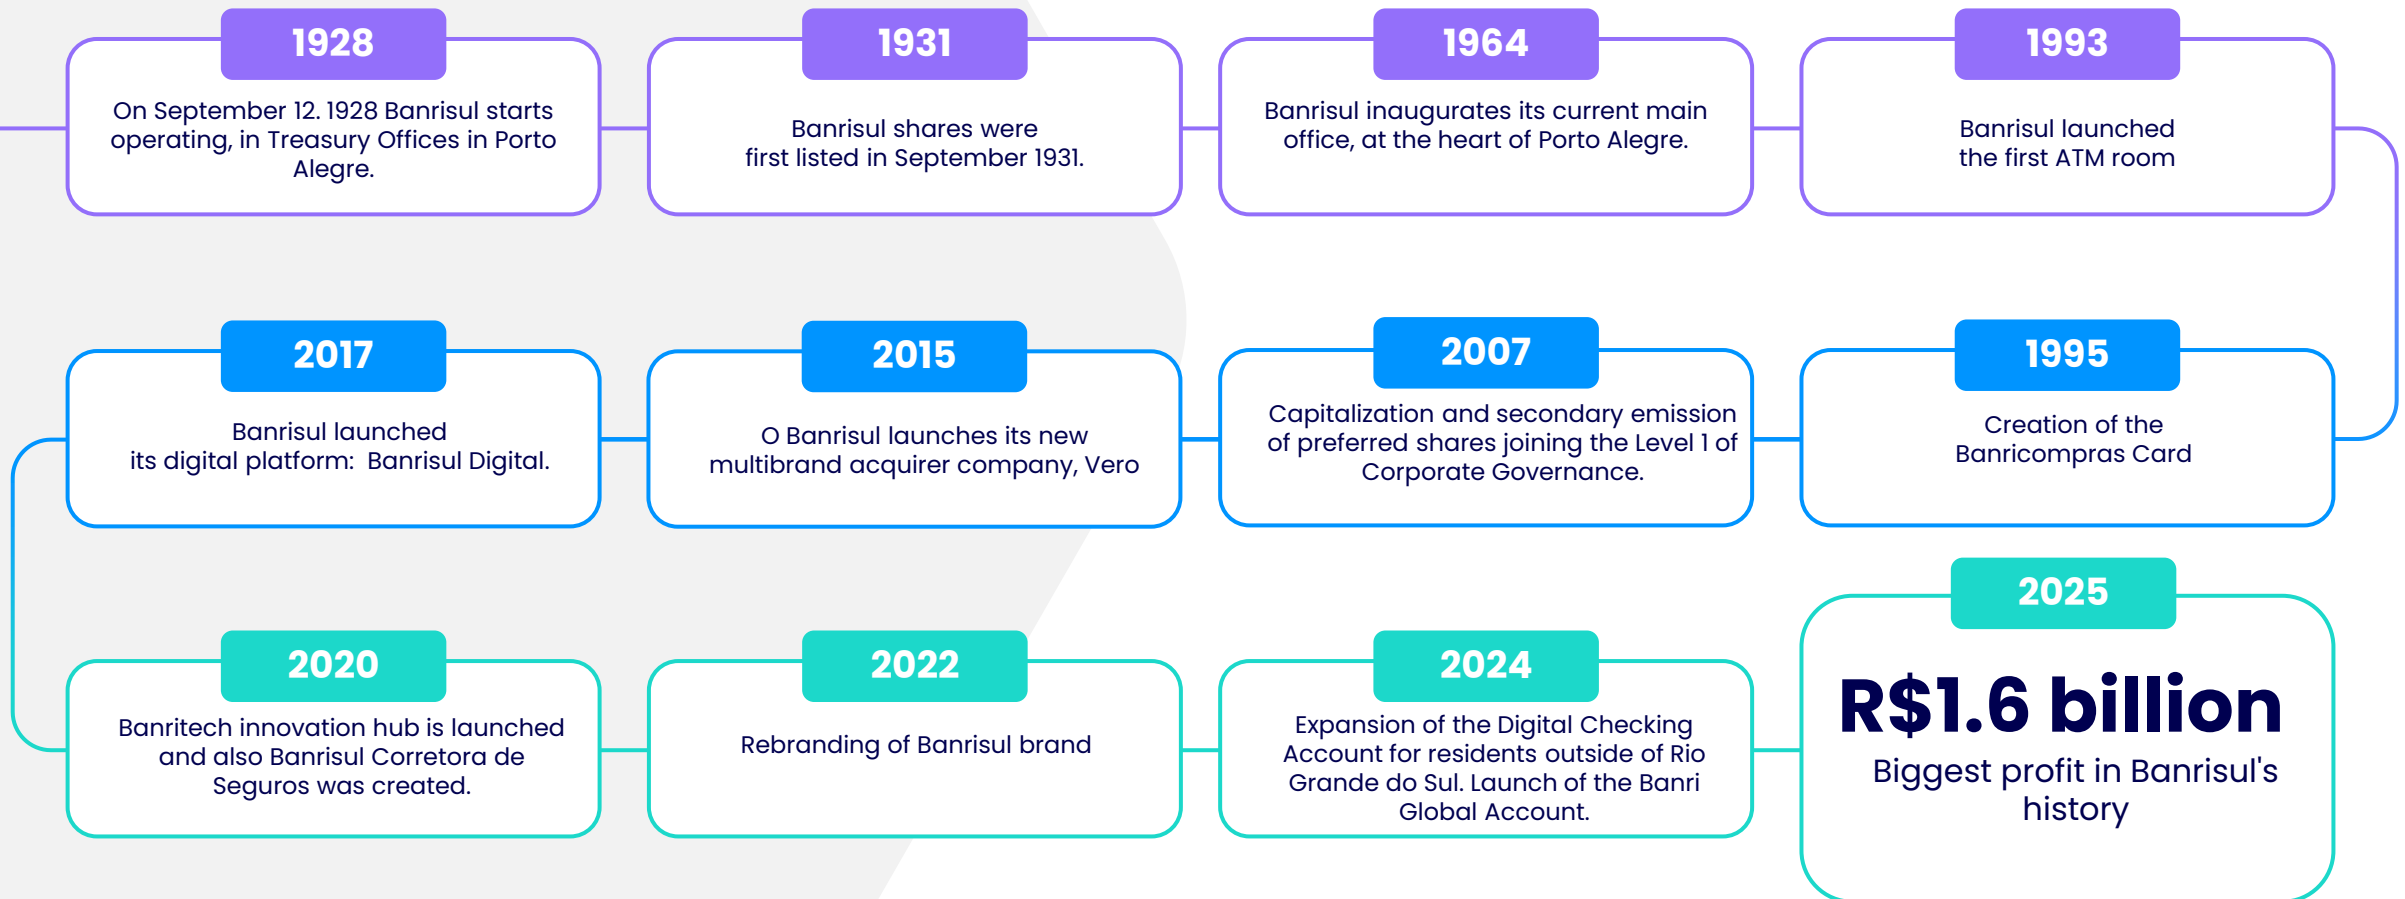 1928
On September 12. 1928 Banrisul starts
operating, in Treasury Offices in Porto
Alegre.
1931
Banrisul shares were
first listed in September 1931.
1964
Banrisul inaugurates its current main
office, at the heart of Porto Alegre.
1993
Banrisul launched
the first ATM room
1995
Creation of the
Banricompras Card
2007
Capitalization and secondary emission
of preferred shares joining the Level 1 of
Corporate Governance.
2015
O Banrisul launches its new
multibrand acquirer company, Vero
2017
Banrisul launched
its digital platform:  Banrisul Digital.
2020
Banritech innovation hub is launched
and also Banrisul Corretora de
Seguros was created.
2022
Rebranding of Banrisul brand
2024
Expansion of the Digital Checking
Account for residents outside of Rio
Grande do Sul. Launch of the Banri
Global Account.
2025
R$1.6 billion
Biggest profit in Banrisul's
history